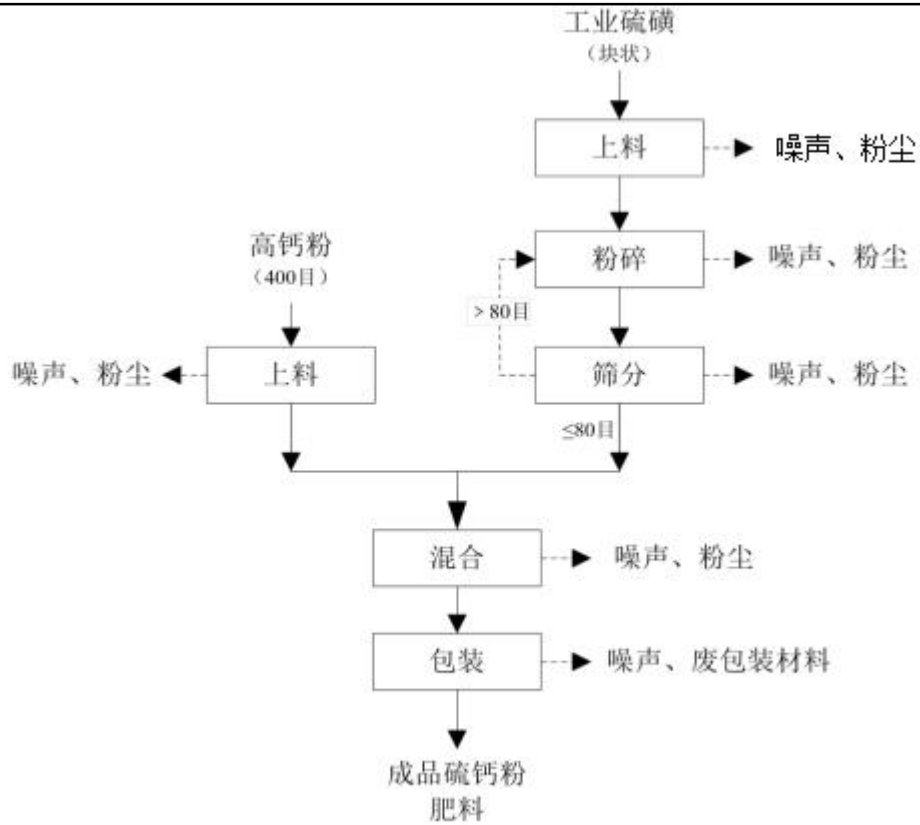 工业硫磺
（块状）
上料
噪声、粉尘
高钙粉
（400目）
粉碎
噪声、粉尘
＞80目
噪声、粉尘
上料
筛分
噪声、粉尘
≤80目
混合
噪声、粉尘
包装
噪声、废包装材料
成品硫钙粉
肥料